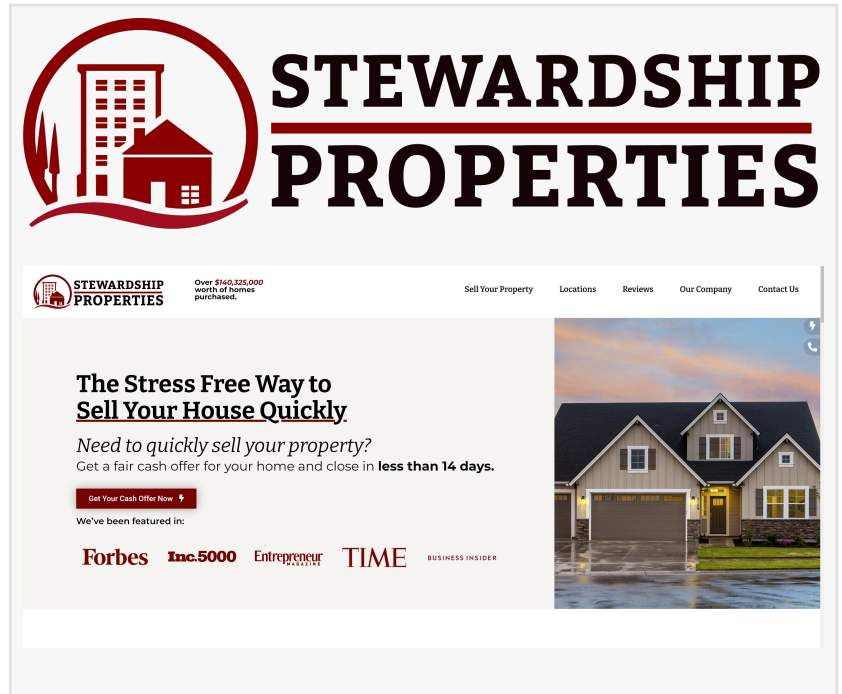 STEWARDSHIP
PROPERTIES
STEWARDSHIP
PROPERTIES
Over $140,325,000
worth of homes
purchased.
Sell Your Property
Locations
Reviews
Our Company
Contact Us
The Stress Free Way to
Sell Your House Quickly
Need to quickly sell your property?
Get a fair cash offer for your home and close in less than 14 days.
Get Your Cash Offer Now
We've been featured in:
Forbes
Inc.5000
Entrepreneur
MAGAZINE
TIME
BUSINESS INSIDER